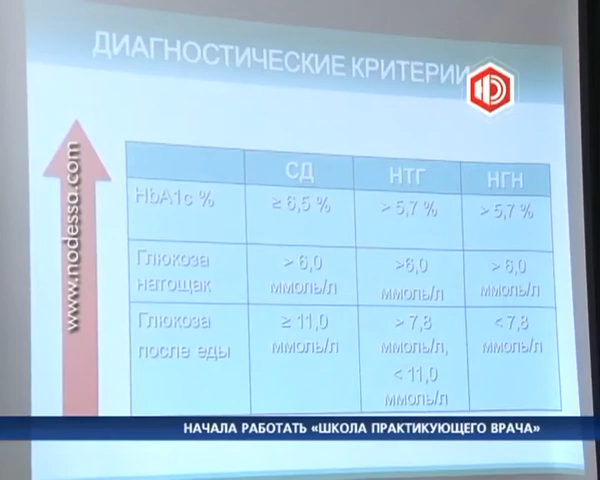 ДИАГНОСТИЧЕСКИЕ КРИТЕРИИ
www.nodessa.com
СД НТГ НГН
HbA1c % ≥ 6,5 % > 5,7 % > 5,7 %
Глюкоза > 6,0 >6,0 > 6,0
натощак ммоль/л ммоль/л ммоль/л
Глюкоза ≥ 11,0 > 7,8 < 7,8
после еды ммоль/л ммоль/л, ммоль/л
< 11,0
ммоль/л
НАЧАЛА РАБОТАТЬ «ШКОЛА ПРАКТИКУЮЩЕГО ВРАЧА»